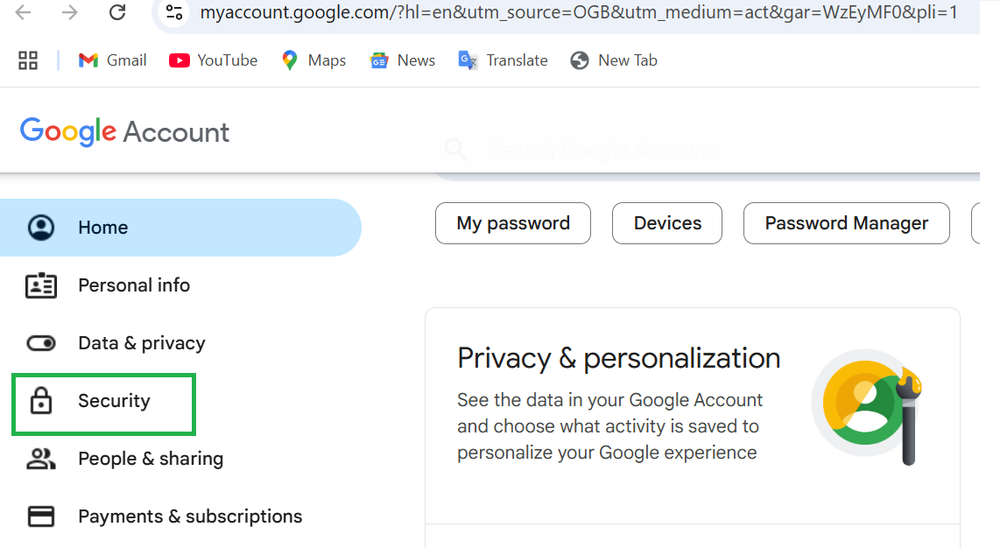 myaccount.google.com/?hl=en&utm_source=OGB&utm_medium=act&gar=WzEyMF0&pli=1
Gmail YouTube Maps News Translate New Tab
Google Account
Search Google Account
Home
My password Devices Password Manager
Personal info
Data & privacy
Security
People & sharing
Payments & subscriptions
Privacy & personalization
See the data in your Google Account
and choose what activity is saved to
personalize your Google experience